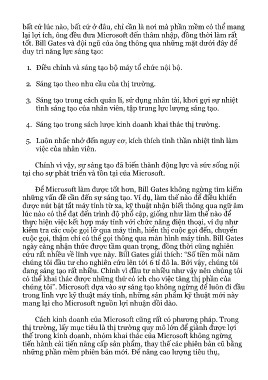 bất cứ lúc nào, bất cứ ở đâu, chỉ cần là nơi mà phần mềm có thể mang
lại lợi ích, ông đều đưa Microsoft đến thâm nhập, đồng thời làm rất
tốt. Bill Gates và đội ngũ của ông thông qua những mặt dưới đây để
duy trì năng lực sáng tạo:
1. Điều chỉnh và sáng tạo bộ máy tổ chức nội bộ.
2. Sáng tạo theo nhu cầu của thị trường.
3. Sáng tạo trong cách quản lí, sử dụng nhân tài, khơi gợi sự nhiệt
tình sáng tạo của nhân viên, tập trung lực lượng sáng tạo.
4. Sáng tạo trong sách lược kinh doanh khai thác thị trường.
5. Luôn nhắc nhở đến nguy cơ, kích thích tinh thần nhiệt tình làm
việc của nhân viên.
Chính vì vậy, sự sáng tạo đã biến thành động lực và sức sống nội
tại cho sự phát triển và tồn tại của Microsoft.
Để Microsoft làm được tốt hơn, Bill Gates không ngừng tìm kiếm
những vấn đề cần đến sự sáng tạo. Ví dụ, làm thế nào để điều khiển
được nút bật tắt máy tính từ xa, kỹ thuật nhận biết thông qua ngữ âm
lúc nào có thể đạt đến trình độ phổ cập, giống như làm thế nào để
thực hiện việc kết hợp máy tính với chức năng điện thoại, ví dụ như
kiểm tra các cuộc gọi lỡ qua máy tính, hiển thị cuộc gọi đến, chuyển
cuộc gọi, thậm chí có thể gọi thông qua màn hình máy tính. Bill Gates
ngày càng nhận thức được tầm quan trọng, đồng thời cũng nghiên
cứu rất nhiều về lĩnh vực này. Bill Gates giải thích: “Số tiền mỗi năm
chúng tôi đầu tư cho nghiên cứu lên tới 6 tỉ đô la. Bởi vậy, chúng tôi
đang sáng tạo rất nhiều. Chính vì đầu tư nhiều như vậy nên chúng tôi
có thể khai thác được những thứ có ích cho việc tăng thị phần của
chúng tôi”. Microsoft dựa vào sự sáng tạo không ngừng để luôn đi đầu
trong lĩnh vực kỹ thuật máy tính, những sản phẩm kỹ thuật mới này
mang lại cho Microsoft nguồn lợi nhuận dồi dào.
Cách kinh doanh của Microsoft cũng rất có phương pháp. Trong
thị trường, lấy mục tiêu là thị trường quy mô lớn để giành được lợi
thế trong kinh doanh, nhóm khai thác của Microsoft không ngừng
tiến hành cải tiến nâng cấp sản phẩm, thay thế các phiên bản cũ bằng
những phần mềm phiên bản mới. Để nâng cao lượng tiêu thụ,